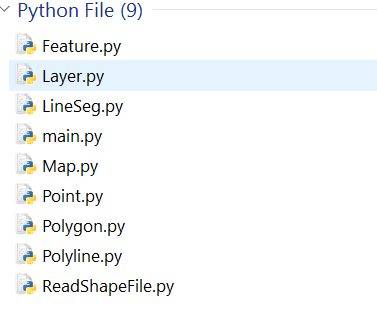 Python File (9)
Feature.py
Layer.py
LineSeg.py
main.py
Map.py
Point.py
Polygon.py
Polyline.py
ReadShapeFile.py